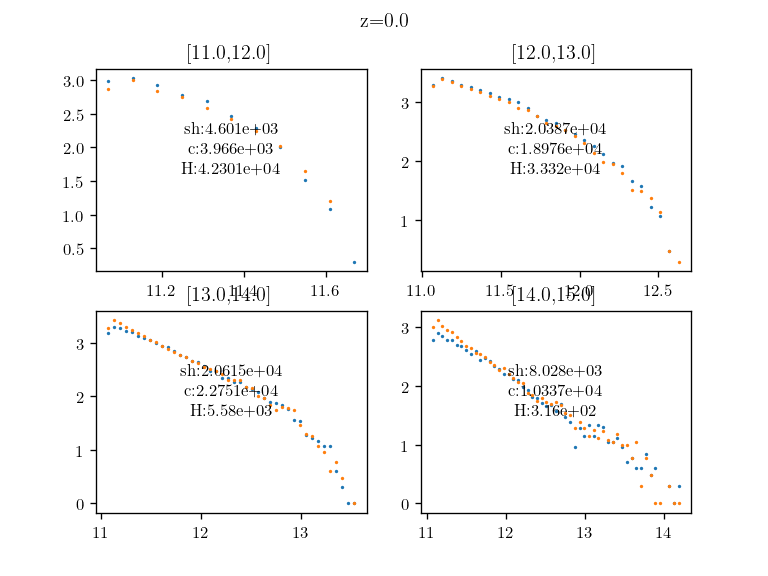 z=0.0
[11.0,12.0]
3.0
2.5
2.0
1.5
1.0
0.5
sh:4.601e+03
c:3.966e+03
H:4.2301e+04
11.2
11.4
11.6
[12.0,13.0]
3
2
1
sh:2.0387e+04
c:1.8976e+04
H:3.332e+04
11.0
11.5
12.0
12.5
[13.0,14.0]
3
2
1
0
sh:2.0615e+04
c:2.2751e+04
H:5.58e+03
11
12
13
[14.0,15.0]
3
2
1
0
sh:8.028e+03
c:1.0337e+04
H:3.16e+02
11
12
13
14